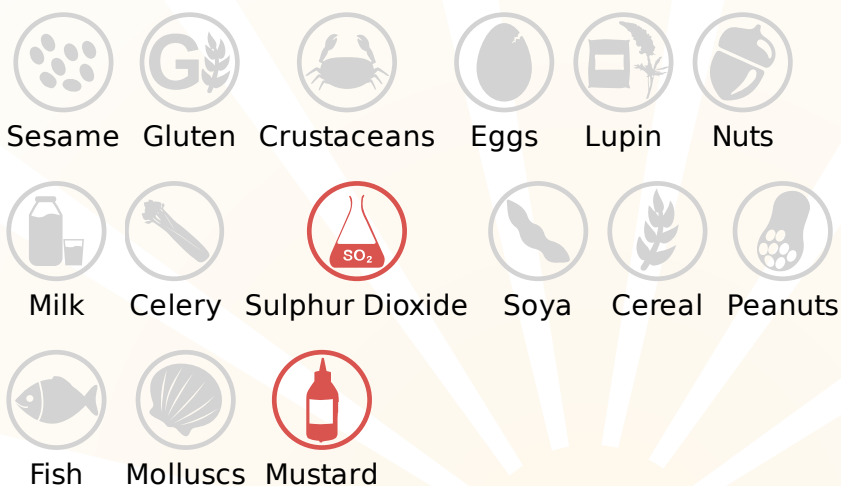 G
Sesame Gluten Crustaceans Eggs Lupin Nuts
SO₂
Milk Celery Sulphur Dioxide Soya Cereal Peanuts
Fish Molluscs Mustard